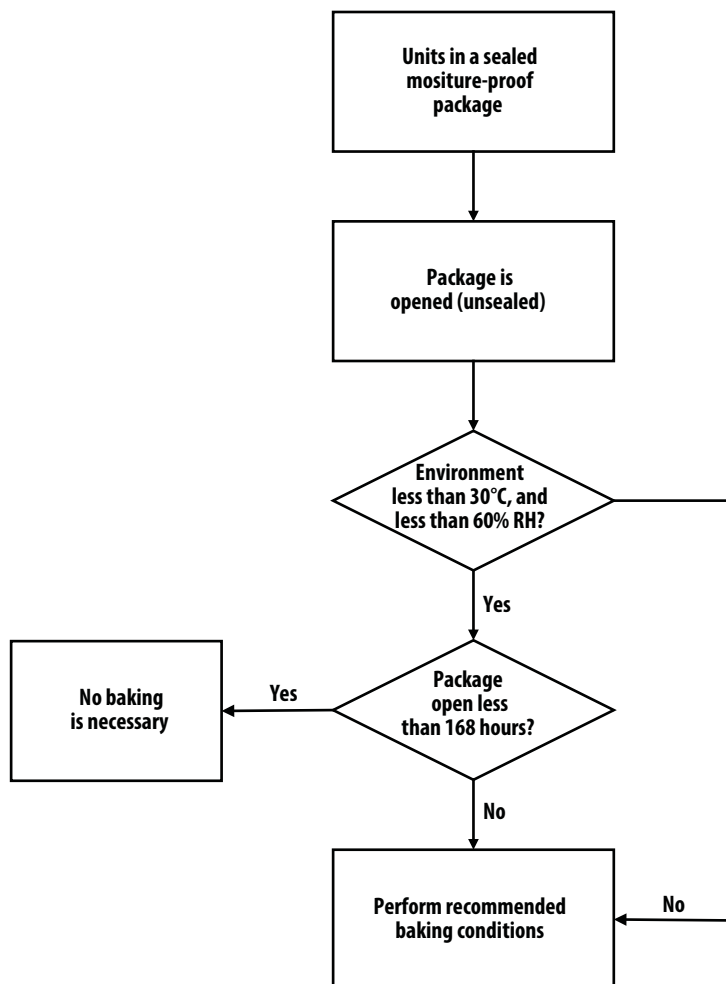 Units in a sealed
mositure-proof
package
Package is
opened (unsealed)
Environment
less than 30°C, and
less than 60% RH?
Yes
Package
open less
than 168 hours?
Yes
No baking
is necessary
No
Perform recommended
baking conditions
No